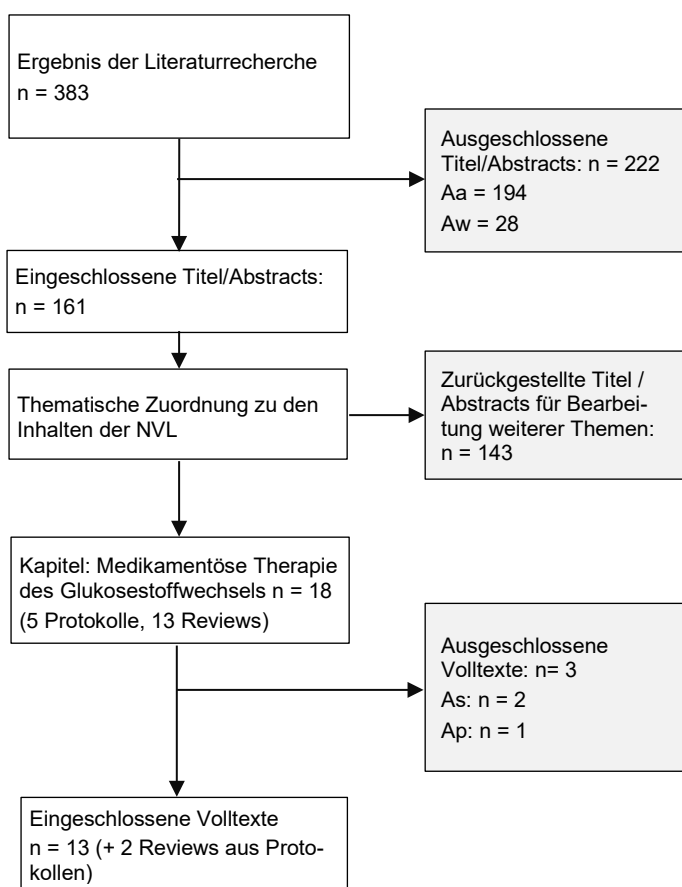 Ergebnis der Literaturrecherche
n = 383
Ausgeschlossene
Titel/Abstracts: n = 222
Aa = 194
Aw = 28
Eingeschlossene Titel/Abstracts:
n = 161
Thematische Zuordnung zu den
Inhalten der NVL
Zurückgestellte Titel /
Abstracts für Bearbei-
tung weiterer Themen:
n = 143
Kapitel: Medikamentöse Therapie
des Glukosestoffwechsels n = 18
(5 Protokolle, 13 Reviews)
Ausgeschlossene
Volltexte: n= 3
As: n = 2
Ap: n = 1
Eingeschlossene Volltexte
n = 13 (+ 2 Reviews aus Proto-
kollen)